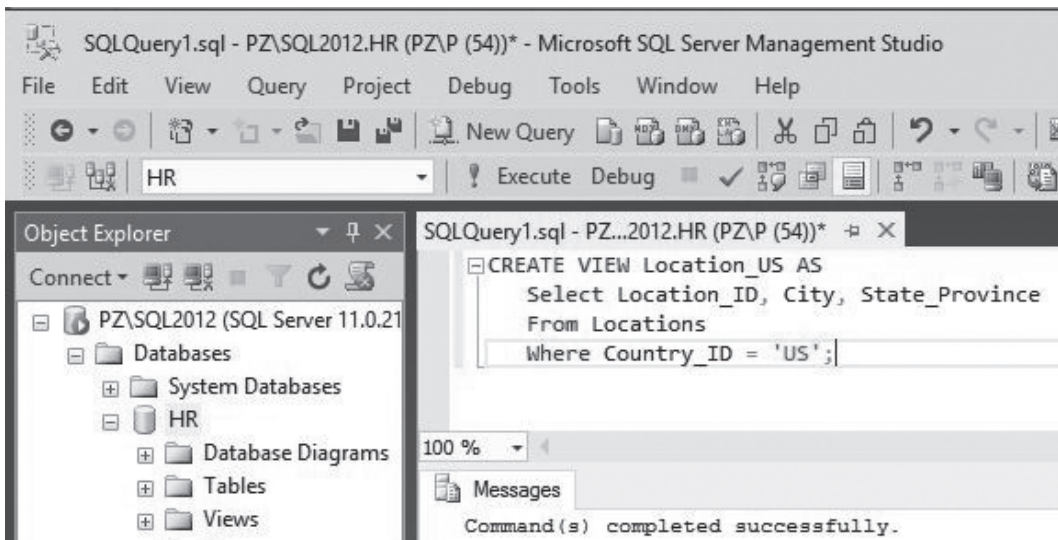 SQLQuery1.sql - PZ\SQL2012.HR (PZ\P (54))* - Microsoft SQL Server Management Studio
File Edit View Query Project Debug Tools Window Help
New Query
HR
Execute Debug
Object Explorer
Connect
PZ\SQL2012 (SQL Server 11.0.21
Databases
System Databases
HR
Database Diagrams
Tables
Views
SQLQuery1.sql - PZ...2012.HR (PZ\P (54))*
CREATE VIEW Location_US AS
Select Location_ID, City, State_Province
From Locations
Where Country_ID = 'US';
100 %
Messages
Command(s) completed successfully.